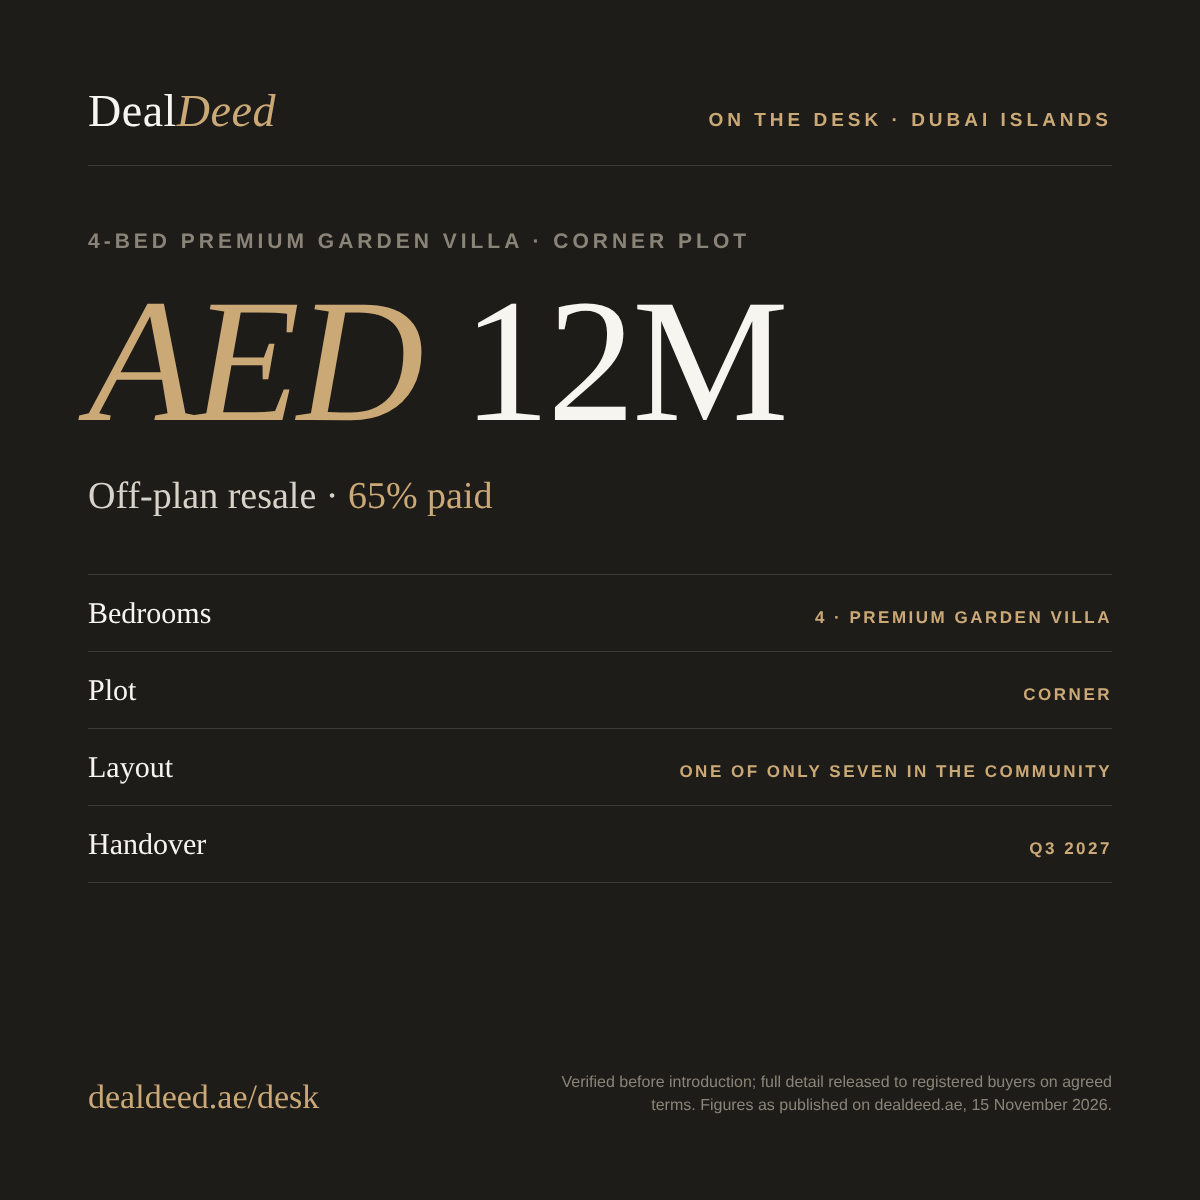 DealDeed
ON THE DESK · DUBAI ISLANDS
4-BED PREMIUM GARDEN VILLA · CORNER PLOT
AED 12M
Off-plan resale · 65% paid
Bedrooms
4 · PREMIUM GARDEN VILLA
Plot
CORNER
Layout
ONE OF ONLY SEVEN IN THE COMMUNITY
Handover
Q3 2027
dealdeed.ae/desk
Verified before introduction; full detail released to registered buyers on agreed
terms. Figures as published on dealdeed.ae, 15 November 2026.